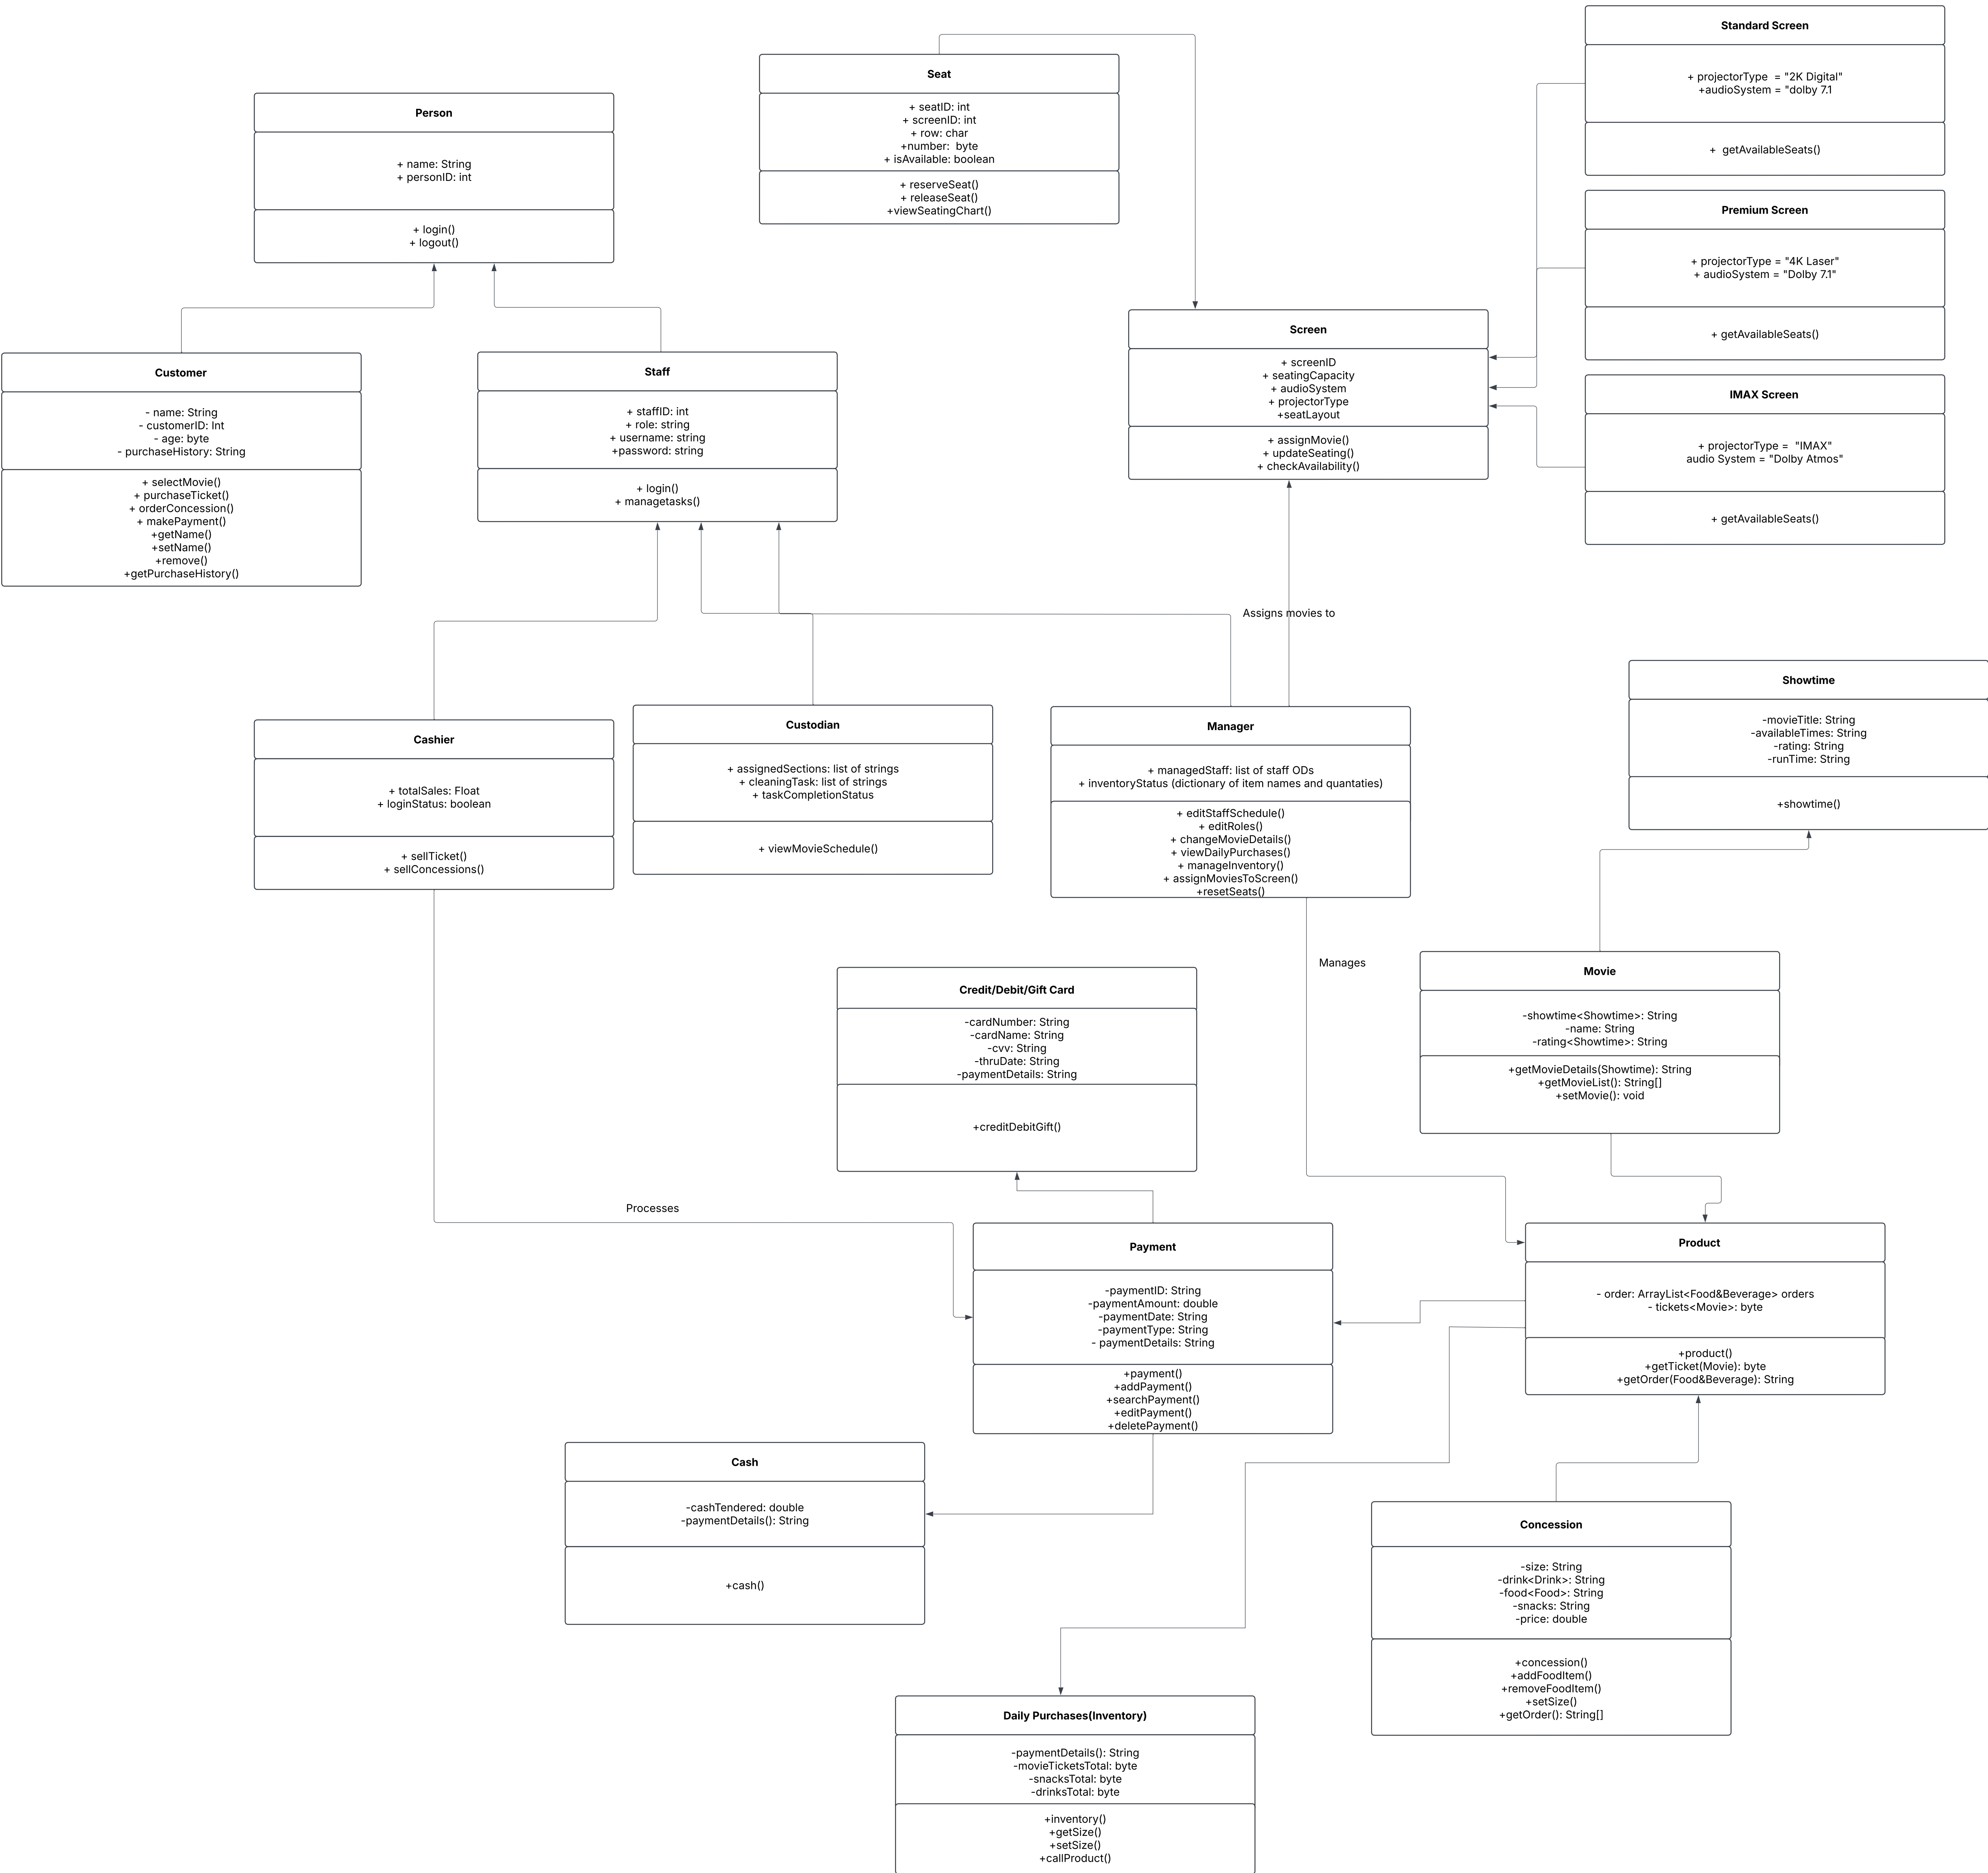 Standard Screen
+ projectorType  = "2K Digital"
+audioSystem = "dolby 7.1
+  getAvailableSeats()
Seat
+ seatID: int
+ screenID: int
+ row: char
+number:  byte
+ isAvailable: boolean
+ reserveSeat()
+ releaseSeat()
+viewSeatingChart()
Person
+ name: String
+ personID: int
+ login()
+ logout()
Premium Screen
+ projectorType = "4K Laser"
+ audioSystem = "Dolby 7.1"
+ getAvailableSeats()
Screen
+ screenID
+ seatingCapacity
+ audioSystem
+ projectorType
+seatLayout
+ assignMovie()
+ updateSeating()
+ checkAvailability()
Customer
- name: String
- customerID: Int
- age: byte
- purchaseHistory: String
+ selectMovie()
+ purchaseTicket()
+ orderConcession()
+ makePayment()
+getName()
+setName()
+remove()
+getPurchaseHistory()
Staff
+ staffID: int
+ role: string
+ username: string
+password: string
+ login()
+ managetasks()
IMAX Screen
+ projectorType =  "IMAX"
audio System = "Dolby Atmos"
+ getAvailableSeats()
Assigns movies to
Showtime
-movieTitle: String
-availableTimes: String
-rating: String
-runTime: String
+showtime()
Cashier
+ totalSales: Float
+ loginStatus: boolean
+ sellTicket()
+ sellConcessions()
Custodian
+ assignedSections: list of strings
+ cleaningTask: list of strings
+ taskCompletionStatus
+ viewMovieSchedule()
Manager
+ managedStaff: list of staff ODs
+ inventoryStatus (dictionary of item names and quantaties)
+ editStaffSchedule()
+ editRoles()
+ changeMovieDetails()
+ viewDailyPurchases()
+ manageInventory()
+ assignMoviesToScreen()
+resetSeats()
Manages
Movie
-showtime<Showtime>: String
-name: String
-rating<Showtime>: String
+getMovieDetails(Showtime): String
+getMovieList(): String[]
+setMovie(): void
Credit/Debit/Gift Card
-cardNumber: String
-cardName: String
-cvv: String
-thruDate: String
-paymentDetails: String
+creditDebitGift()
Processes
Payment
-paymentID: String
-paymentAmount: double
-paymentDate: String
-paymentType: String
- paymentDetails: String
+payment()
+addPayment()
+searchPayment()
+editPayment()
+deletePayment()
Product
- order: ArrayList<Food&Beverage> orders
- tickets<Movie>: byte
+product()
+getTicket(Movie): byte
+getOrder(Food&Beverage): String
Cash
-cashTendered: double
-paymentDetails(): String
+cash()
Concession
-size: String
-drink<Drink>: String
-food<Food>: String
-snacks: String
-price: double
+concession()
+addFoodItem()
+removeFoodItem()
+setSize()
+getOrder(): String[]
Daily Purchases(Inventory)
-paymentDetails(): String
-movieTicketsTotal: byte
-snacksTotal: byte
-drinksTotal: byte
+inventory()
+getSize()
+setSize()
+callProduct()